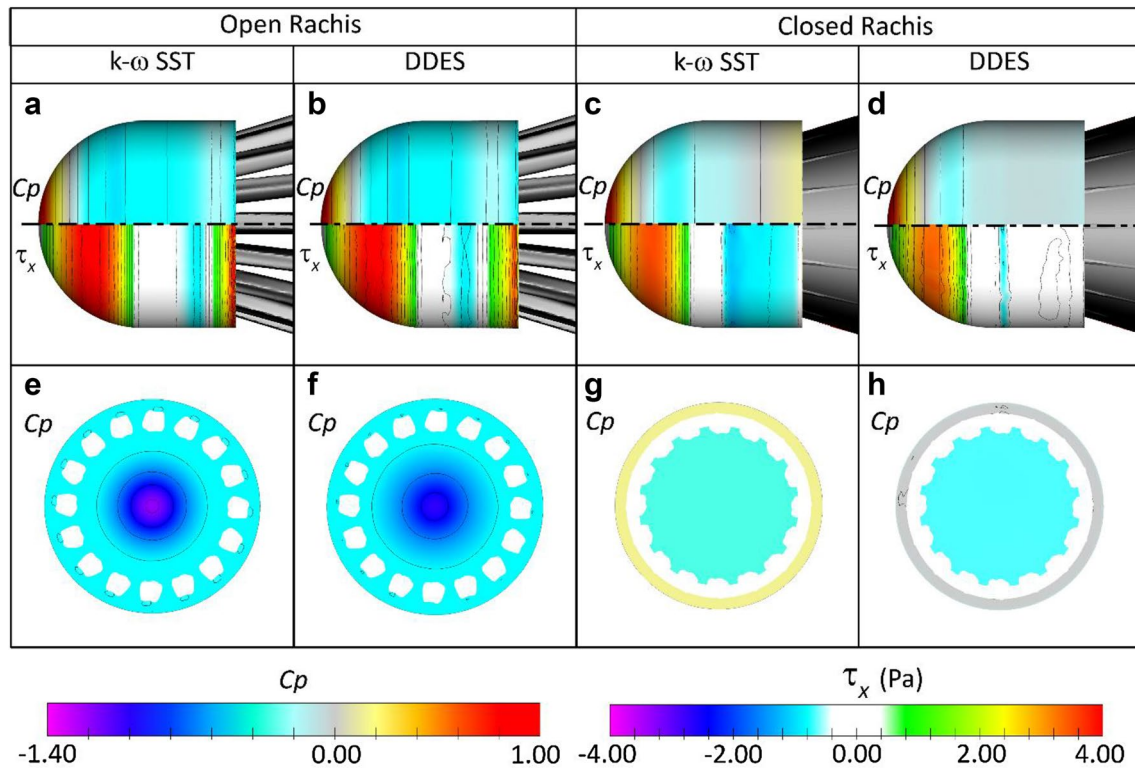 Open Rachis Closed Rachis
k-ω SST DDES k-ω SST DDES
a b c d
Cp Cp Cp Cp
τx τx τx τx
e f g h
Cp Cp Cp Cp
Cp τx (Pa)
-1.40 0.00 1.00 -4.00 -2.00 0.00 2.00 4.00